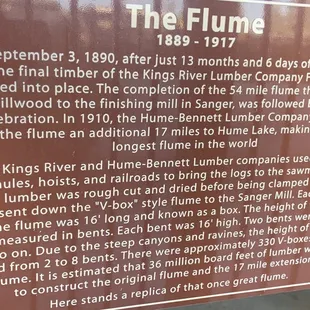 The Flume
1889 - 1917
eptember 3, 1890, after just 13 months and 6 days of
he final timber of the Kings River Lumber Company F
ed into place. The completion of the 54 mile flume th
illwood to the finishing mill in Sanger, was followed b
ebration. In 1910, the Hume-Bennett Lumber Company
the flume an additional 17 miles to Hume Lake, makin
longest flume in the world
Kings River and Hume-Bennett Lumber companies use
ules, hoists, and railroads to bring the logs to the sawm
lumber was rough cut and dried before being clamped
sent down the "V-box" style flume to the Sanger Mill. Each
he flume was 16' long and known as a box. The height of
measured in bents. Each bent was 16' high. Two bents were
o on. Due to the steep canyons and ravines, the height of
d from 2 to 8 bents. There were approximately 330 V-boxes
ume. It is estimated that 36 million board feet of lumber w
to construct the original flume and the 17 mile extension
Here stands a replica of that once great flume.